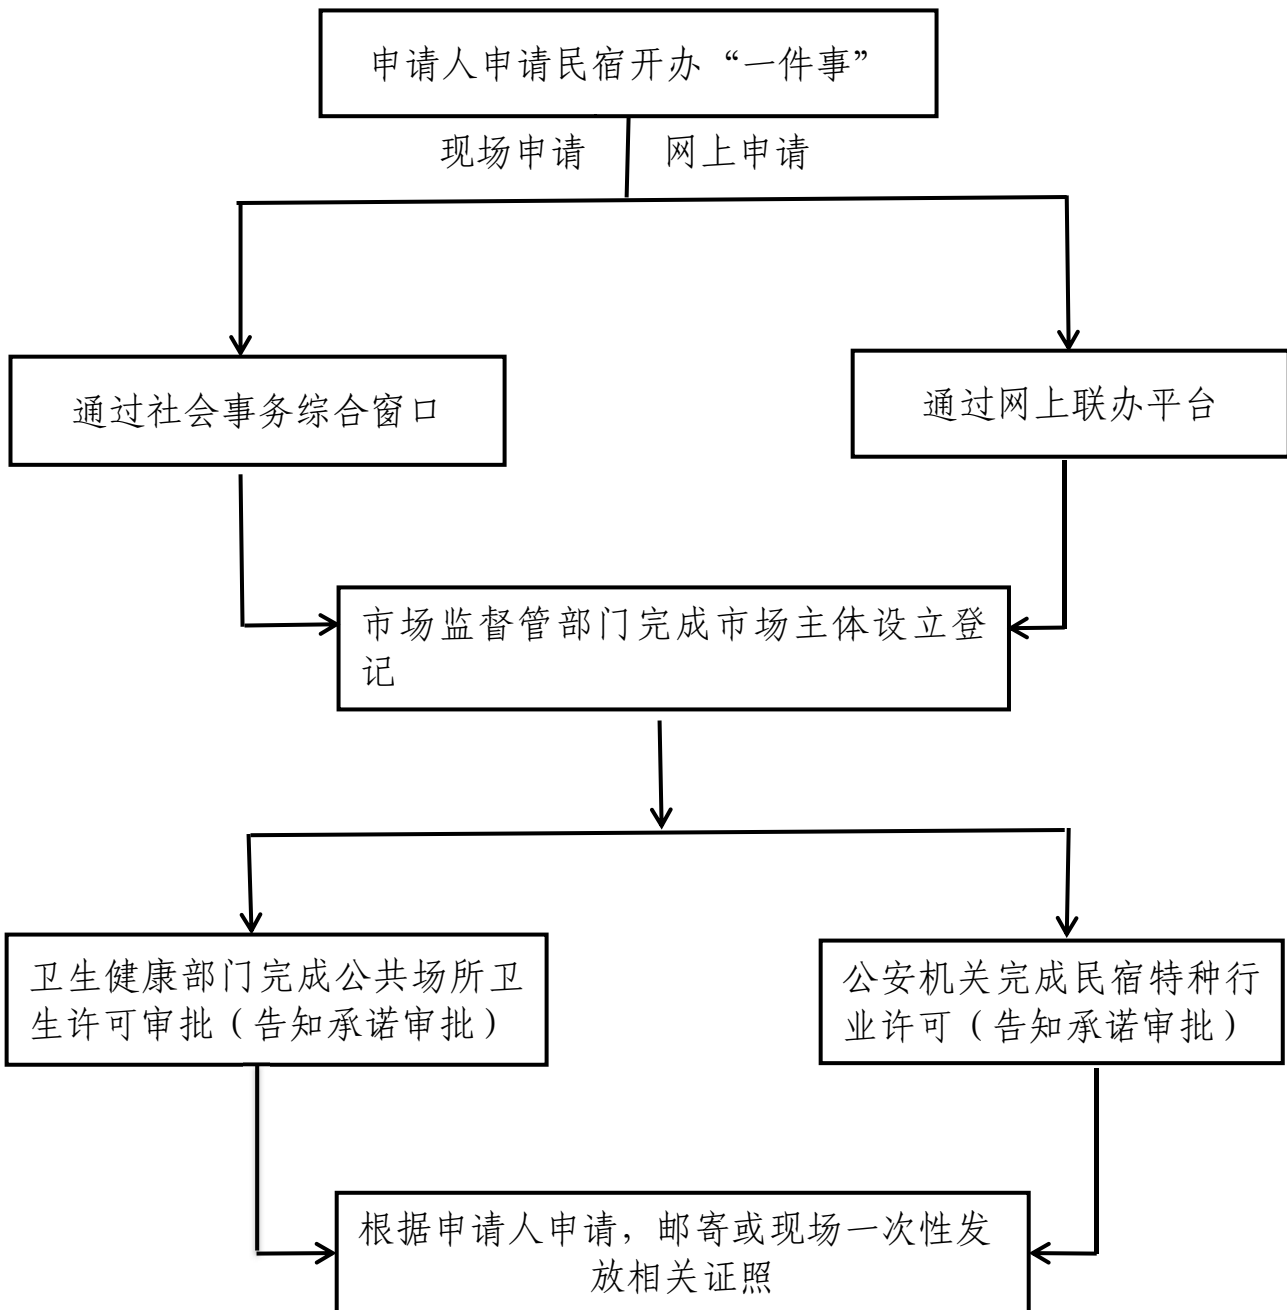 申请人申请民宿开办“一件事”
现场申请
网上申请
通过社会事务综合窗口
通过网上联办平台
市场监督管部门完成市场主体设立登
记
卫生健康部门完成公共场所卫
生许可审批（告知承诺审批）
公安机关完成民宿特种行
业许可（告知承诺审批）
根据申请人申请，邮寄或现场一次性发
放相关证照